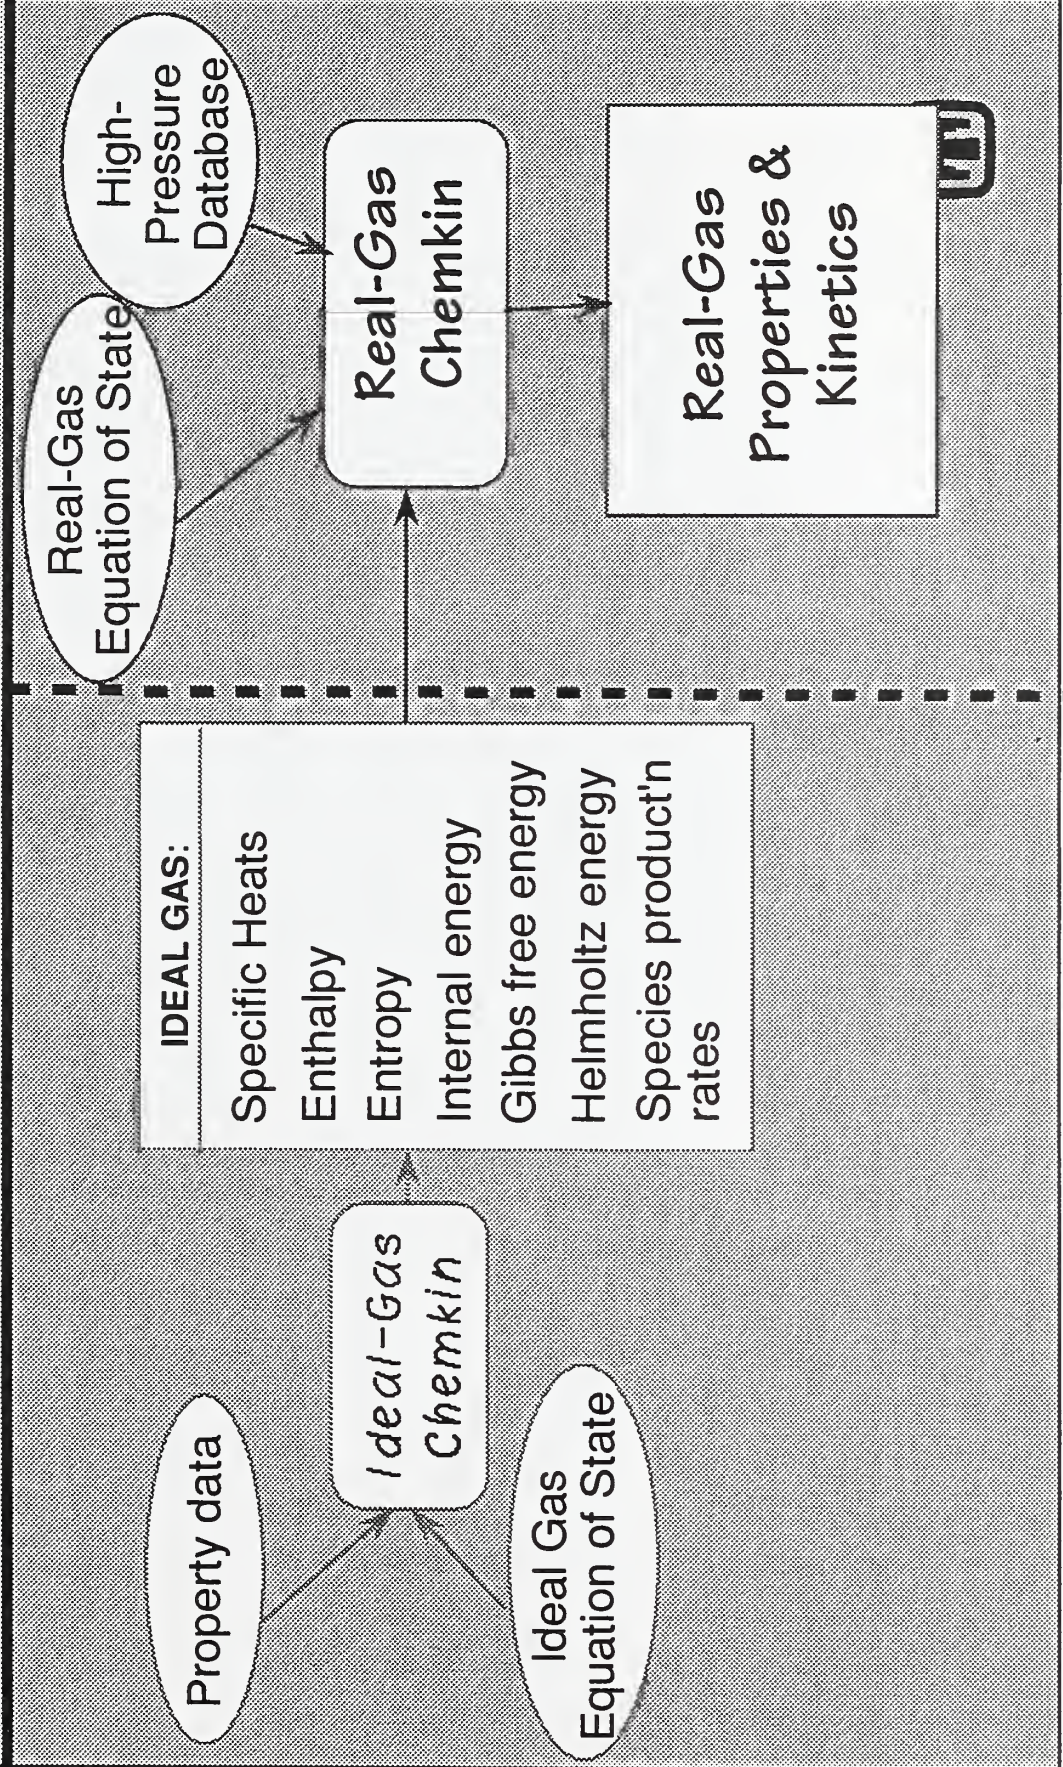 Property data
Ideal Gas
Equation of State
Ideal-Gas
Chemkin
IDEAL GAS:
Specific Heats
Enthalpy
Entropy
Internal energy
Gibbs free energy
Helmholtz energy
Species product'n
rates
Real-Gas
Equation of State
High-
Pressure
Database
Real-Gas
Chemkin
Real-Gas
Properties &
Kinetics